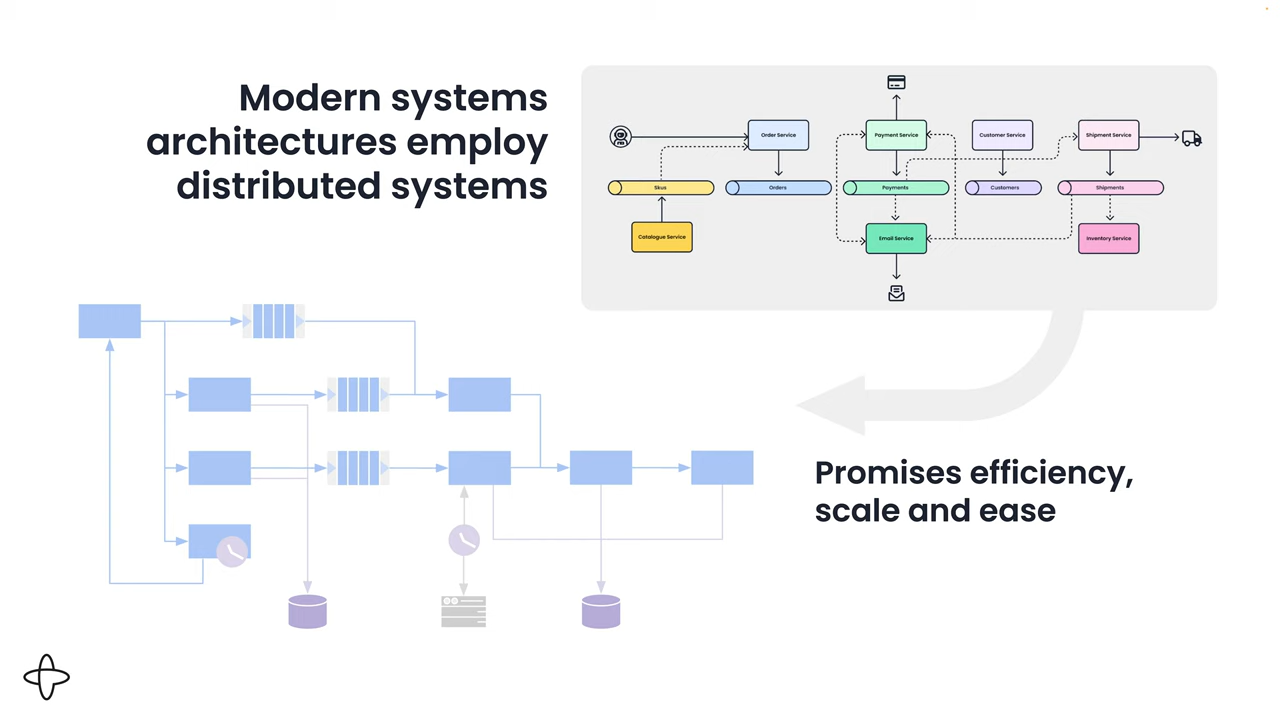 Modern systems
architectures employ
distributed systems
Order Service
Payment Service
Customer Service
Shipment Service
Skus
Orders
Payments
Customers
Shipments
Catalogue Service
Email Service
Inventory Service
Promises efficiency,
scale and ease